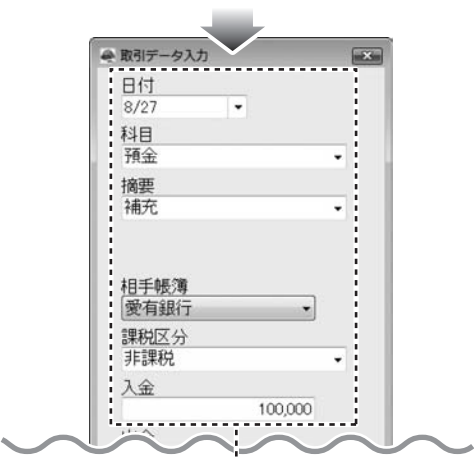 取引データ入力
日付
8/27
科目
預金
摘要
補充
相手帳簿
愛有銀行
課税区分
非課税
入金
100,000